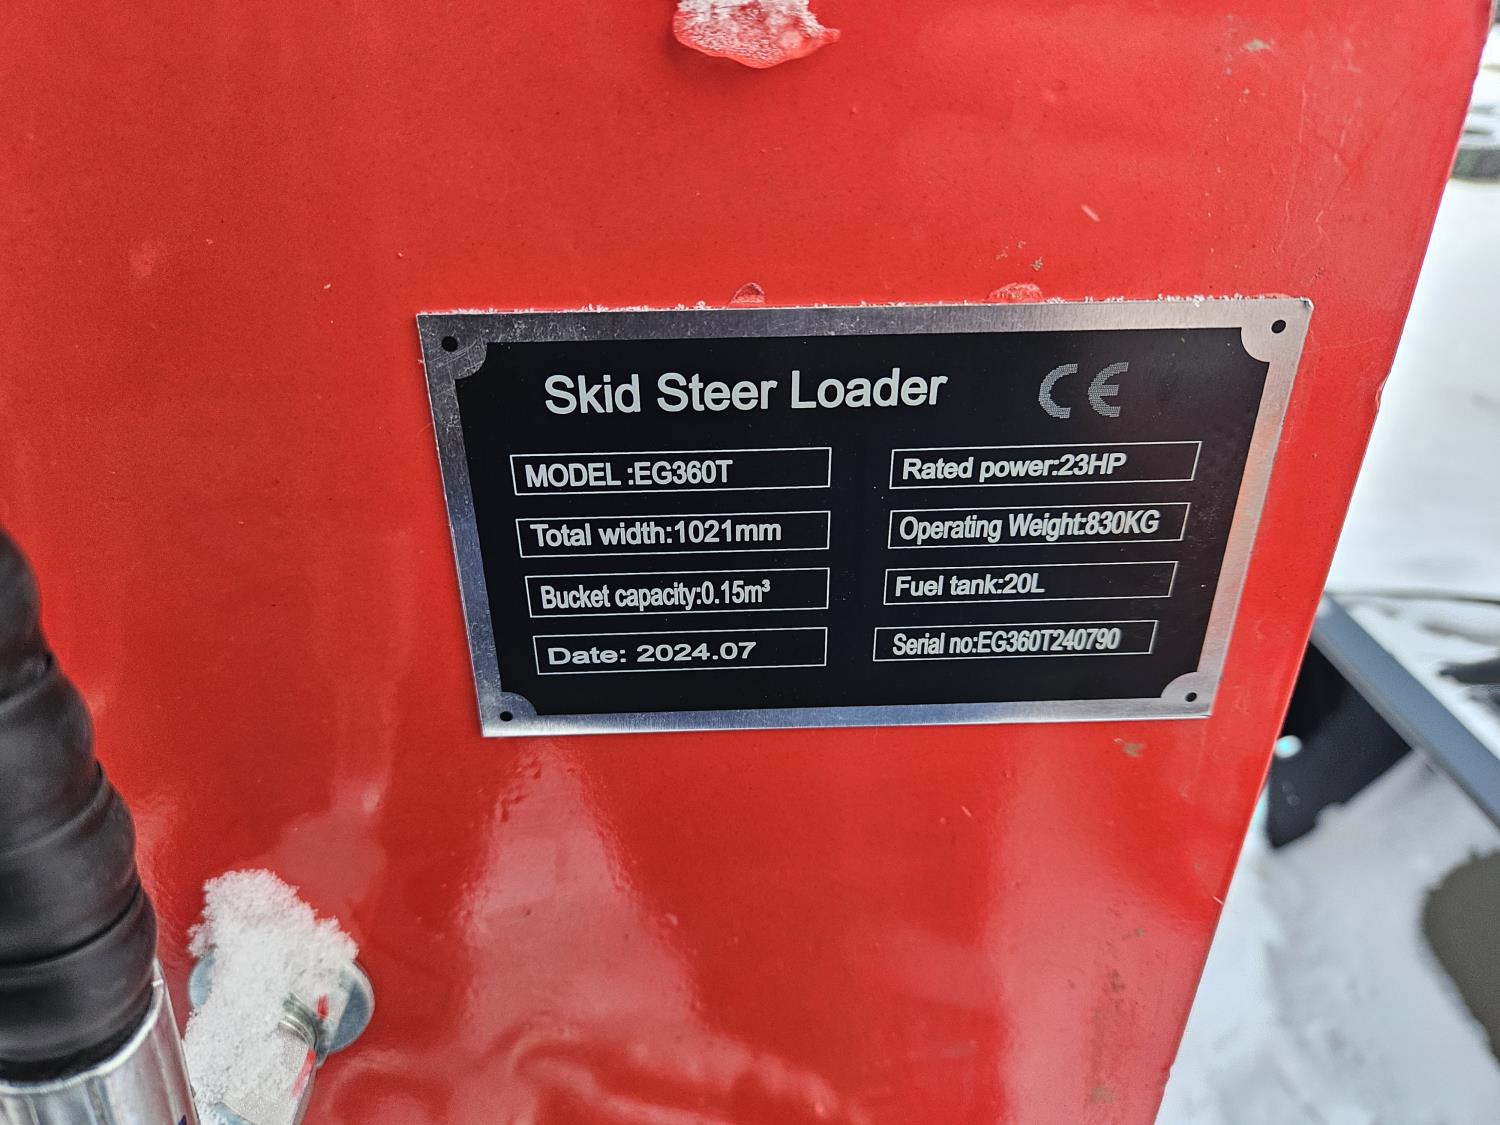 Skid Steer Loader CE
MODEL :EG360T
Rated power:23HP
Total width:1021mm
Operating Weight:830KG
Bucket capacity:0.15m³
Fuel tank:20L
Date: 2024.07
Serial no:EG360T240790